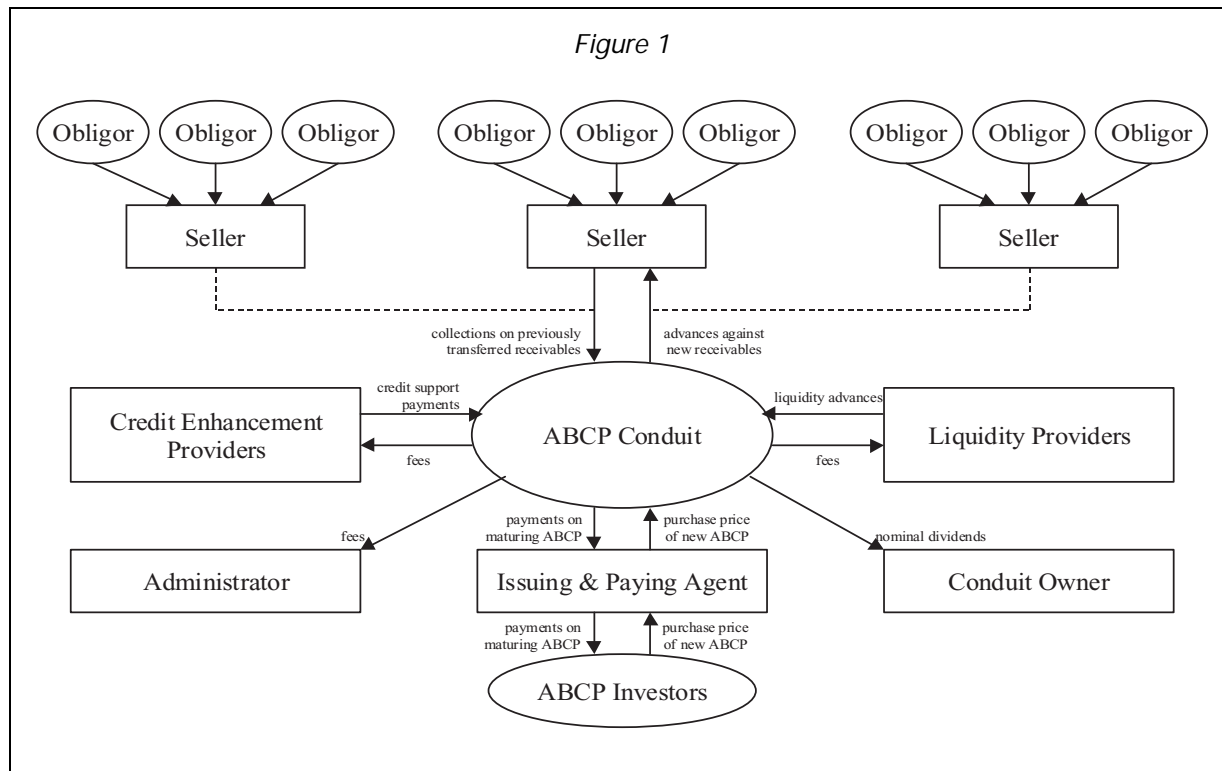 Figure 1
Obligor
Obligor
Obligor
Obligor
Obligor
Obligor
Obligor
Obligor
Obligor
Seller
Seller
Seller
collections on previously
transferred receivables
advances against
new receivables
credit support
payments
liquidity advances
Credit Enhancement
Providers
ABCP Conduit
Liquidity Providers
fees
fees
fees
payments on
maturing ABCP
purchase price
of new ABCP
nominal dividends
Administrator
Issuing & Paying Agent
Conduit Owner
payments on
maturing ABCP
purchase price
of new ABCP
ABCP Investors